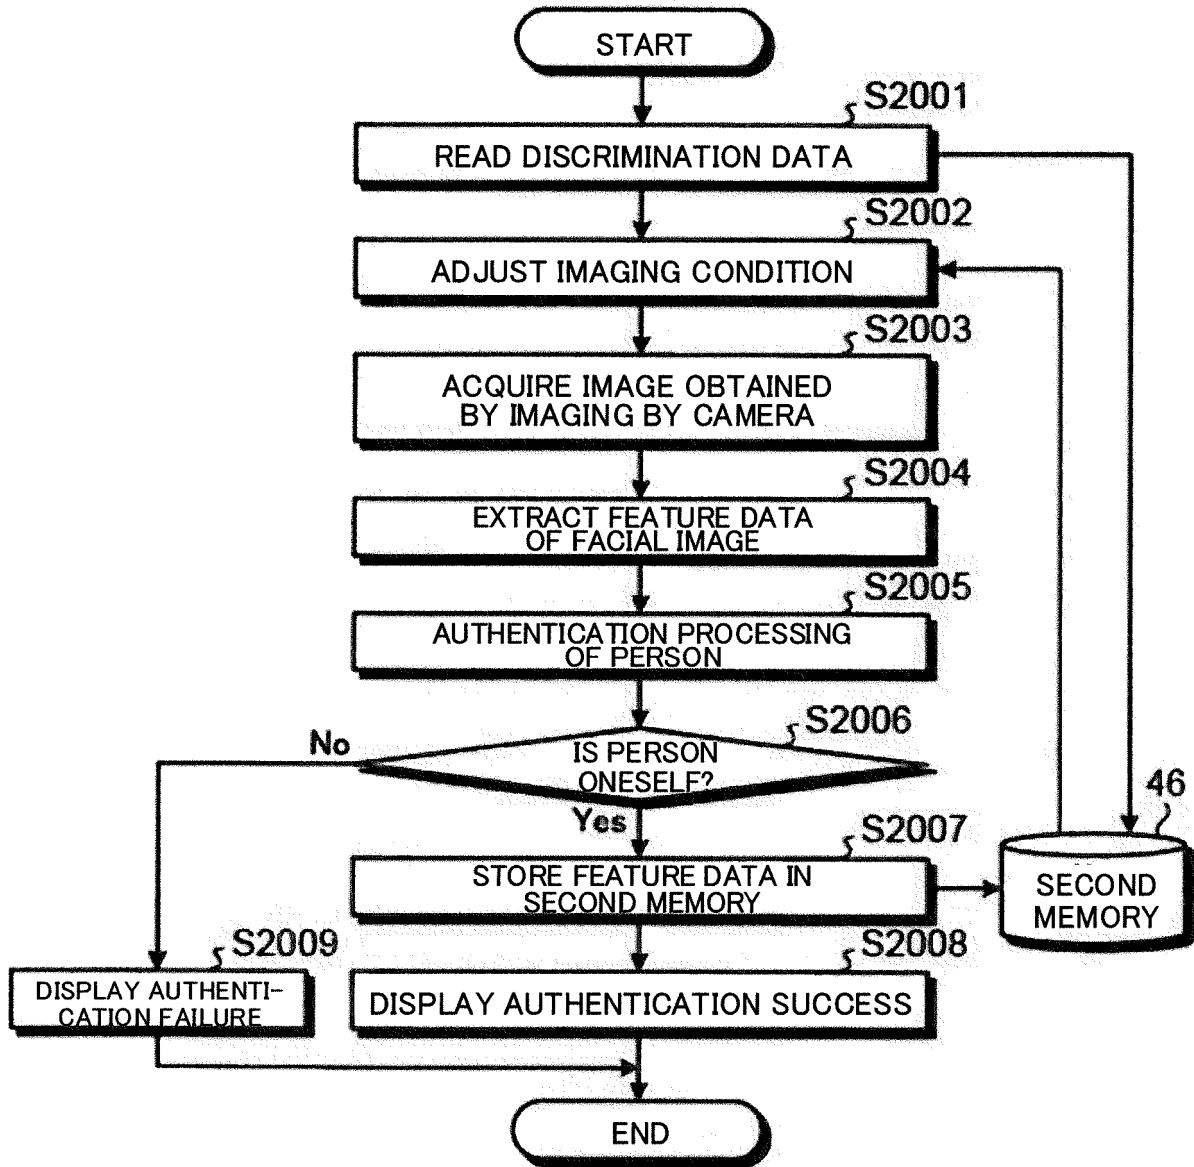 START
S2001
READ DISCRIMINATION DATA
S2002
ADJUST IMAGING CONDITION
S2003
ACQUIRE IMAGE OBTAINED
BY IMAGING BY CAMERA
S2004
EXTRACT FEATURE DATA
OF FACIAL IMAGE
S2005
AUTHENTICATION PROCESSING
OF PERSON
S2006
No
IS PERSON
ONESELF?
Yes
46
S2007
STORE FEATURE DATA IN
SECOND MEMORY
SECOND
MEMORY
S2009
S2008
DISPLAY AUTHENTI-
CATION FAILURE
DISPLAY AUTHENTICATION SUCCESS
END